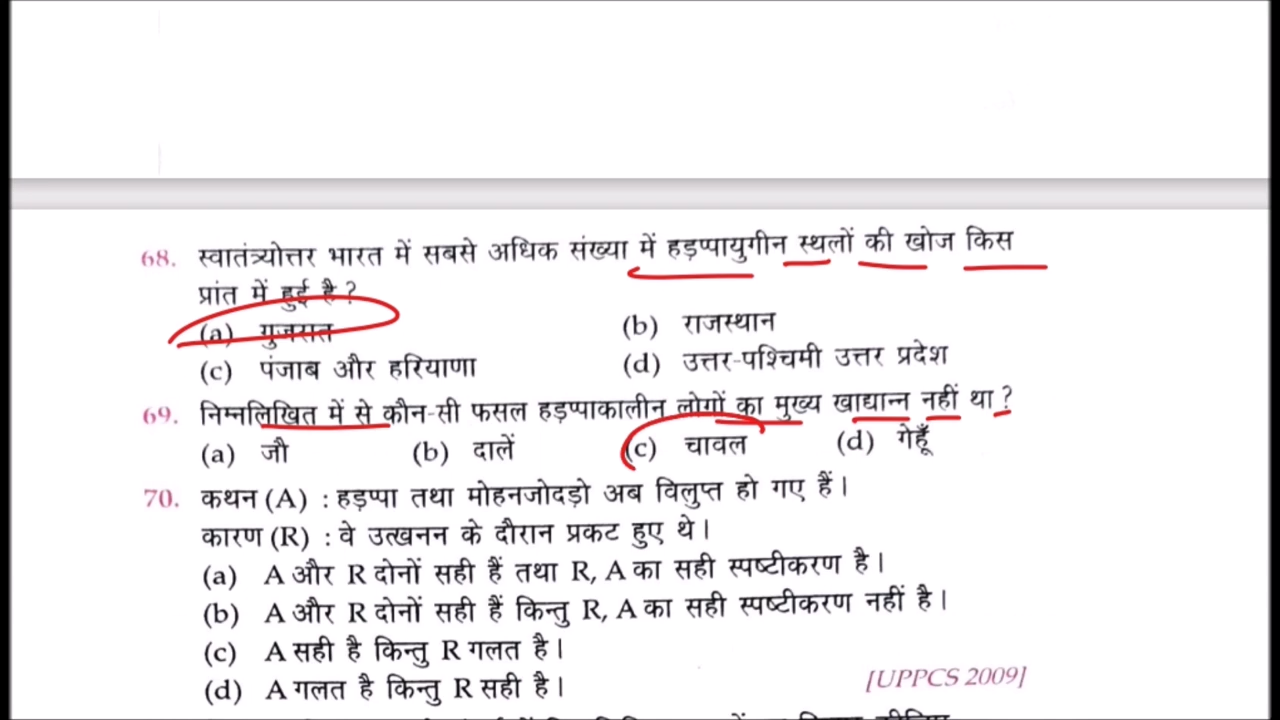 68. स्वातंत्र्योत्तर भारत में सबसे अधिक संख्या में हड़प्पायुगीन स्थलों की खोज किस
प्रांत में हुई है ?
(a) गुजरात (b) राजस्थान
(c) पंजाब और हरियाणा (d) उत्तर-पश्चिमी उत्तर प्रदेश
69. निम्नलिखित में से कौन-सी फसल हड़प्पाकालीन लोगों का मुख्य खाद्यान्न नहीं था ?
(a) जौ (b) दालें (c) चावल (d) गेहूँ
70. कथन (A) : हड़प्पा तथा मोहनजोदड़ो अब विलुप्त हो गए हैं।
कारण (R) : वे उत्खनन के दौरान प्रकट हुए थे।
(a) A और R दोनों सही हैं तथा R, A का सही स्पष्टीकरण है।
(b) A और R दोनों सही हैं किन्तु R, A का सही स्पष्टीकरण नहीं है।
(c) A सही है किन्तु R गलत है।
(d) A गलत है किन्तु R सही है।
[UPPCS 2009]